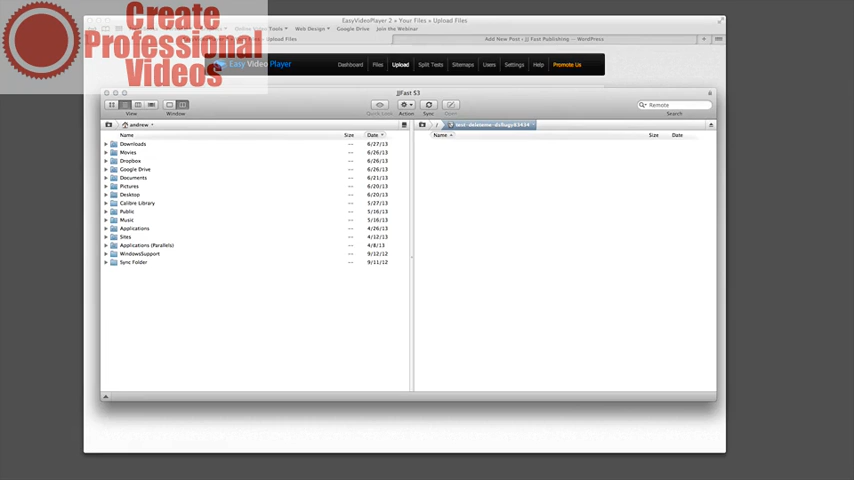 Create
Professional
Videos
EasyVideoPlayer 2 » Your Files » Upload Files
Video Tools Web Design Google Drive Join the Webinar
Add New Post ‹ JJ Fast Publishing — WordPress
Easy Video Player Dashboard Files Upload Split Tests Sitemaps Users Settings Help Promote Us
JJFast S3
Remote
View Window Action Sync Search
andrew
Name Size Date
Name Size Date
Downloads -- 6/27/13
Movies -- 6/26/13
Dropbox -- 6/26/13
Google Drive -- 6/26/13
Documents -- 6/21/13
Pictures -- 6/20/13
Desktop -- 6/20/13
Calibre Library -- 5/27/13
Public -- 5/16/13
Music -- 5/16/13
Applications -- 4/26/13
Sites -- 4/12/13
Applications (Parallels) -- 4/8/13
WindowsSupport -- 9/12/12
Sync Folder -- 9/11/12